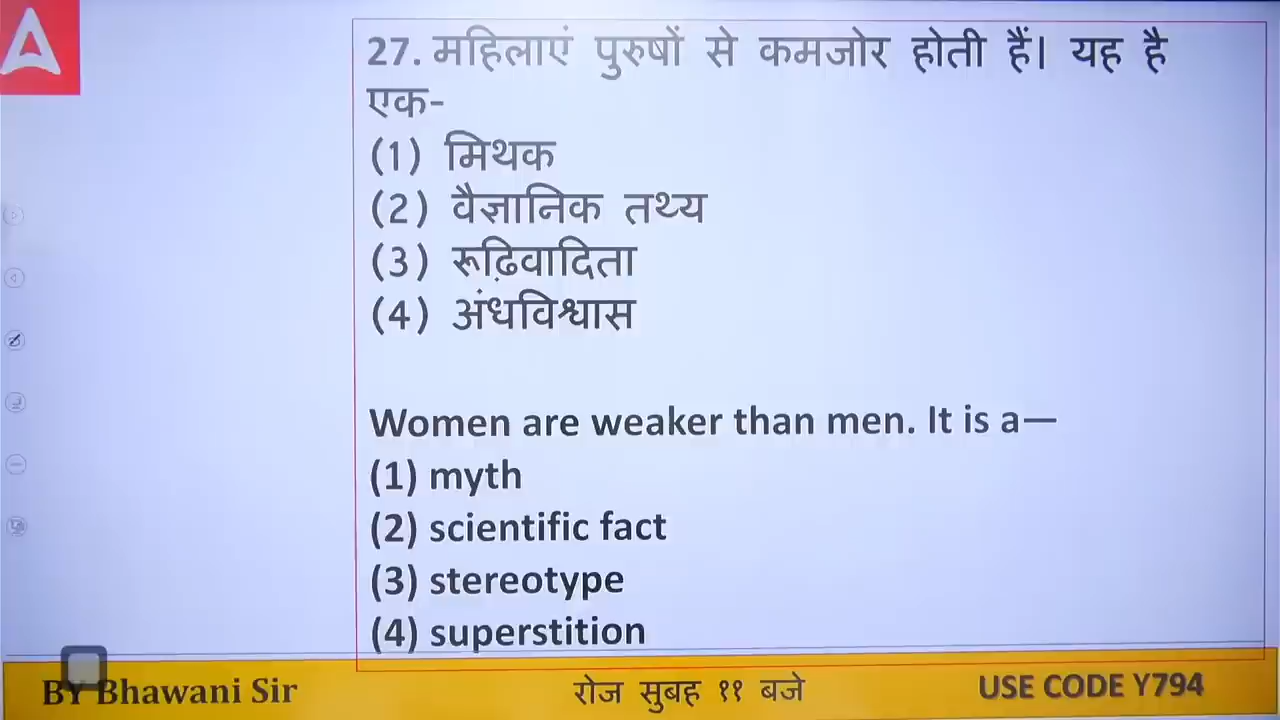 27. महिलाएं पुरुषों से कमजोर होती हैं। यह है
एक-
(1) मिथक
(2) वैज्ञानिक तथ्य
(3) रूढ़िवादिता
(4) अंधविश्वास
Women are weaker than men. It is a—
(1) myth
(2) scientific fact
(3) stereotype
(4) superstition
BY Bhawani Sir
रोज सुबह ११ बजे
USE CODE Y794